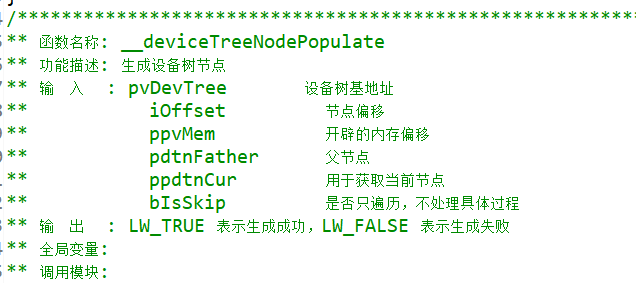 /*********************************************************
** 函数名称: __deviceTreeNodePopulate
** 功能描述: 生成设备树节点
** 输 入 : pvDevTree 设备树基地址
** iOffset 节点偏移
** ppvMem 开辟的内存偏移
** pdtnFather 父节点
** ppdtnCur 用于获取当前节点
** bIsSkip 是否只遍历，不处理具体过程
** 输 出 : LW_TRUE 表示生成成功，LW_FALSE 表示生成失败
** 全局变量:
** 调用模块: